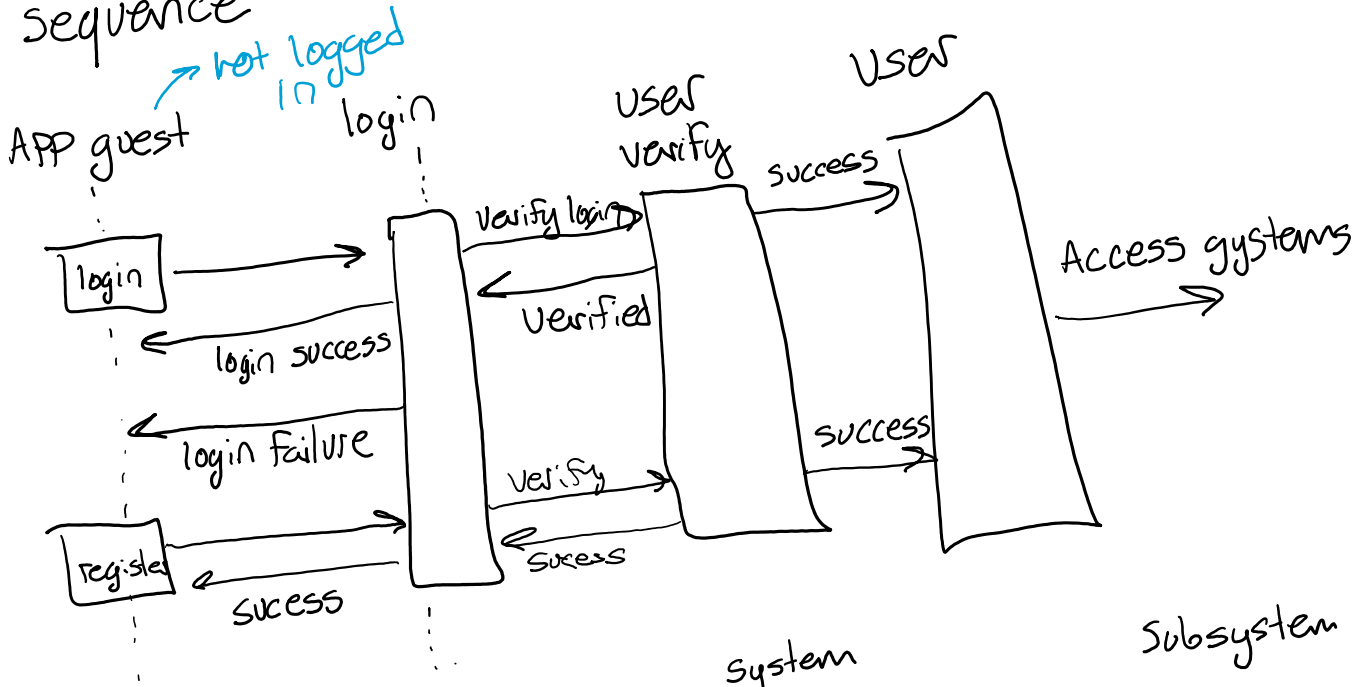 sequence
not logged
in
APP guest
login
user
verify
User
success
verify login
login
verified
Access gystems
login success
login failure
success
verify
register
sucess
sucess
system
Subsystem